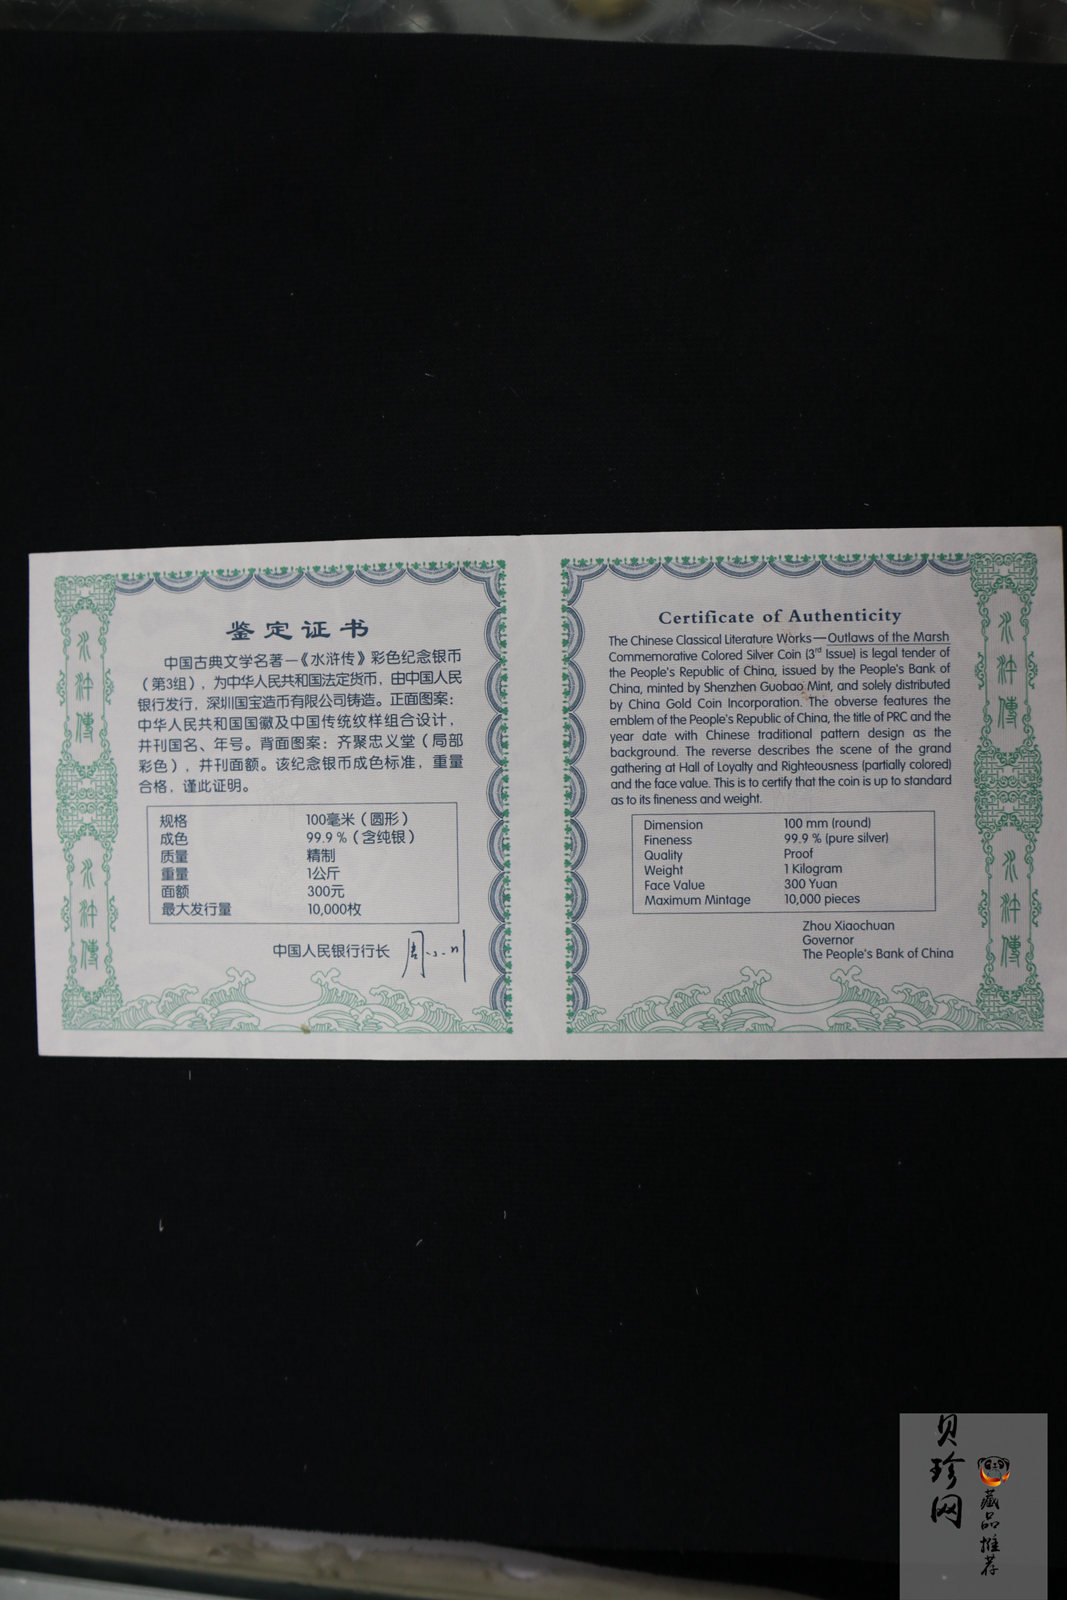 鉴定证书
中国古典文学名著—《水浒传》彩色纪念银币
（第3组），为中华人民共和国法定货币，由中国人民
银行发行，深圳国宝造币有限公司铸造。正面图案：
中华人民共和国国徽及中国传统纹样组合设计，
并刊国名、年号。背面图案：齐聚忠义堂（局部
彩色），并刊面额。该纪念银币成色标准，重量
合格，谨此证明。
规格 100毫米（圆形）
成色 99.9 %（含纯银）
质量 精制
重量 1公斤
面额 300元
最大发行量 10,000枚
中国人民银行行长
水浒傳
水浒傳
Certificate of Authenticity
The Chinese Classical Literature Works—Outlaws of the Marsh
Commemorative Colored Silver Coin (3rd Issue) is legal tender of
the People's Republic of China, issued by the People's Bank of
China, minted by Shenzhen Guobao Mint, and solely distributed
by China Gold Coin Incorporation. The obverse features the
emblem of the People's Republic of China, the title of PRC and the
year date with Chinese traditional pattern design as the
background. The reverse describes the scene of the grand
gathering at Hall of Loyalty and Righteousness (partially colored)
and the face value. This is to certify that the coin is up to standard
as to its fineness and weight.
Dimension 100 mm (round)
Fineness 99.9 % (pure silver)
Quality Proof
Weight 1 Kilogram
Face Value 300 Yuan
Maximum Mintage 10,000 pieces
Zhou Xiaochuan
Governor
The People's Bank of China
水浒傳
水浒傳
贝珍网
藏品推荐